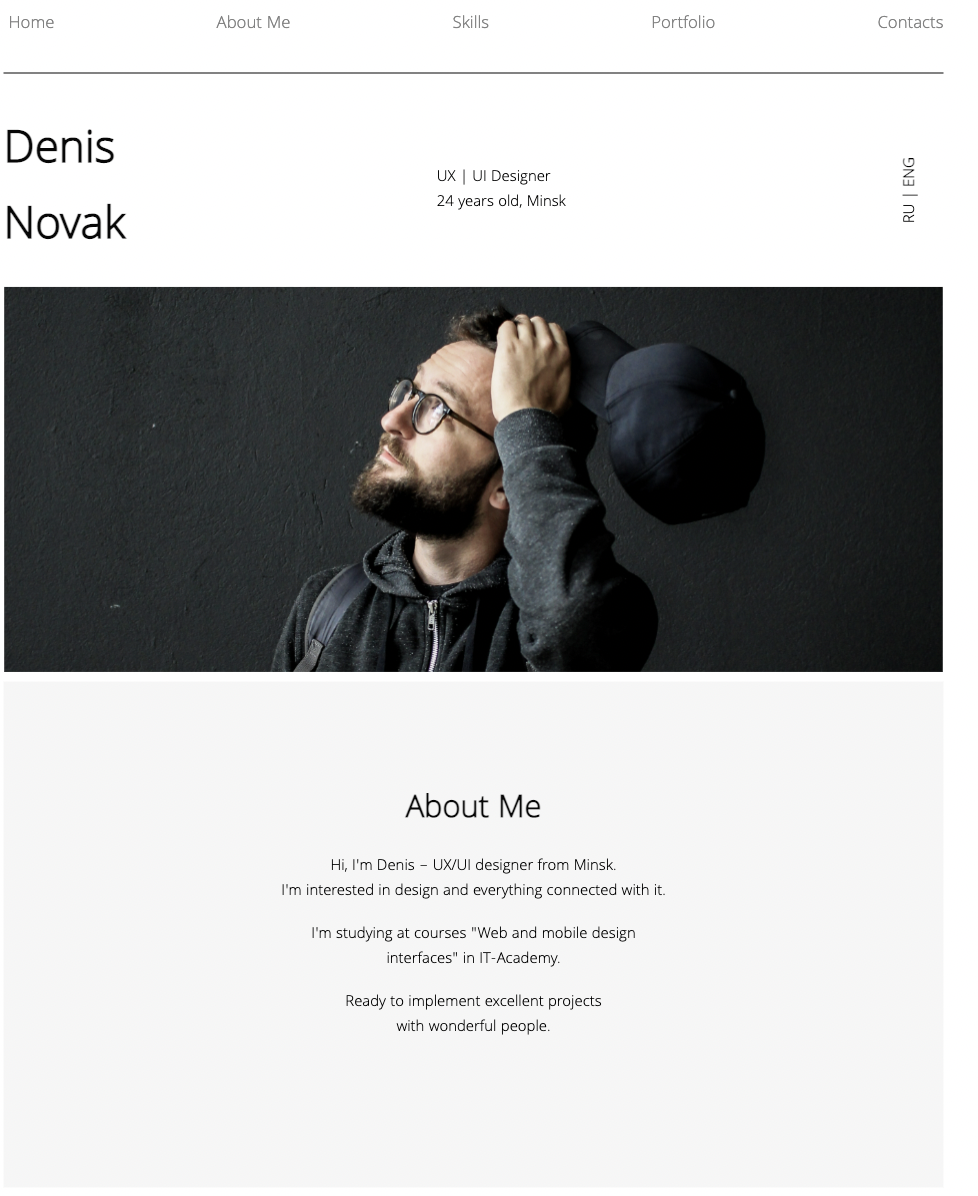 Home About Me Skills Portfolio Contacts
Denis
Novak
UX | UI Designer
24 years old, Minsk
RU | ENG
About Me
Hi, I'm Denis – UX/UI designer from Minsk.
I'm interested in design and everything connected with it.
I'm studying at courses "Web and mobile design
interfaces" in IT-Academy.
Ready to implement excellent projects
with wonderful people.